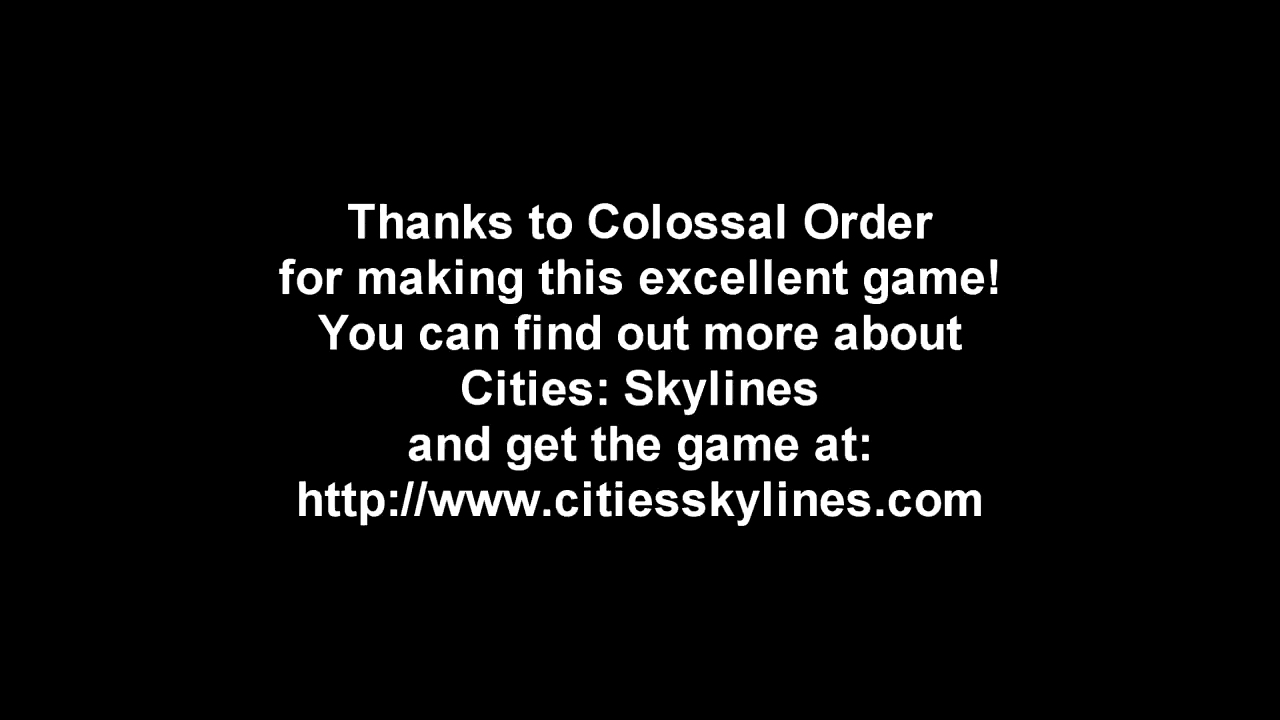 Thanks to Colossal Order
for making this excellent game!
You can find out more about
Cities: Skylines
and get the game at:
http://www.citiesskylines.com